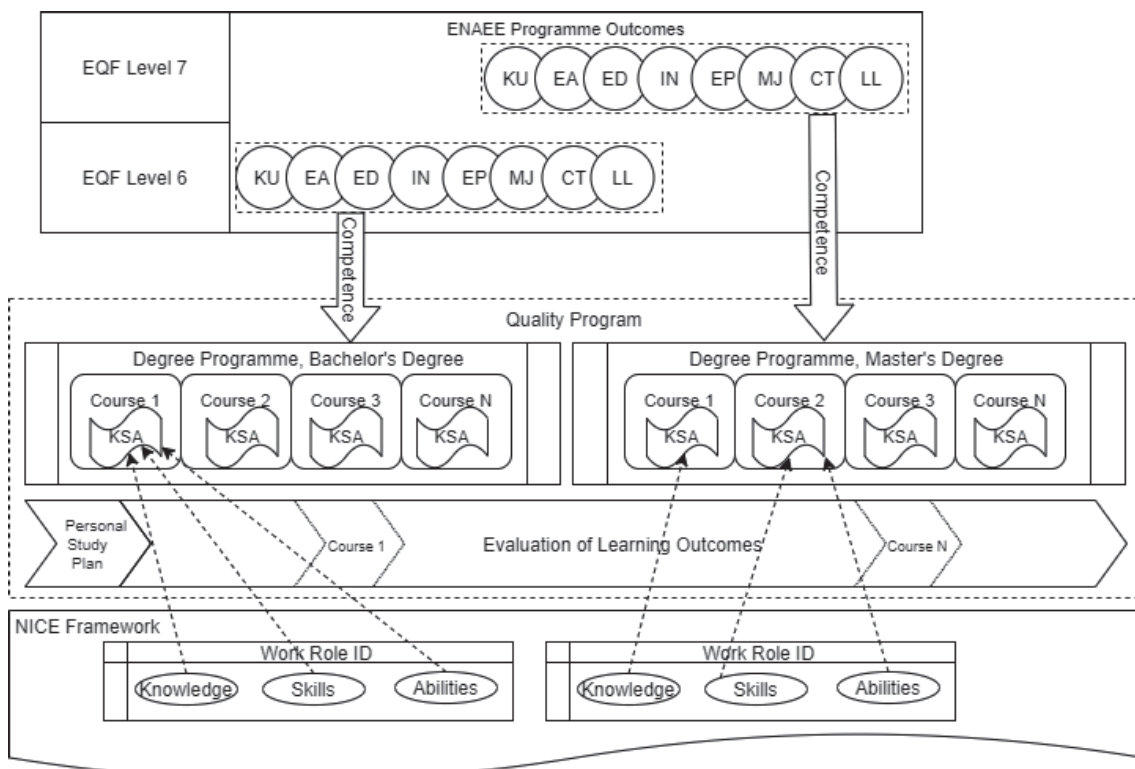 ENAEE Programme Outcomes
EQF Level 7
KU EA ED IN EP MJ CT LL
EQF Level 6
KU EA ED IN EP MJ CT LL
Competence
Competence
Quality Program
Degree Programme, Bachelor's Degree
Course 1 Course 2 Course 3 Course N
KSA KSA KSA KSA
Degree Programme, Master's Degree
Course 1 Course 2 Course 3 Course N
KSA KSA KSA KSA
Personal
Study
Plan
Course 1
Evaluation of Learning Outcomes
Course N
NICE Framework
Work Role ID
Knowledge Skills Abilities
Work Role ID
Knowledge Skills Abilities